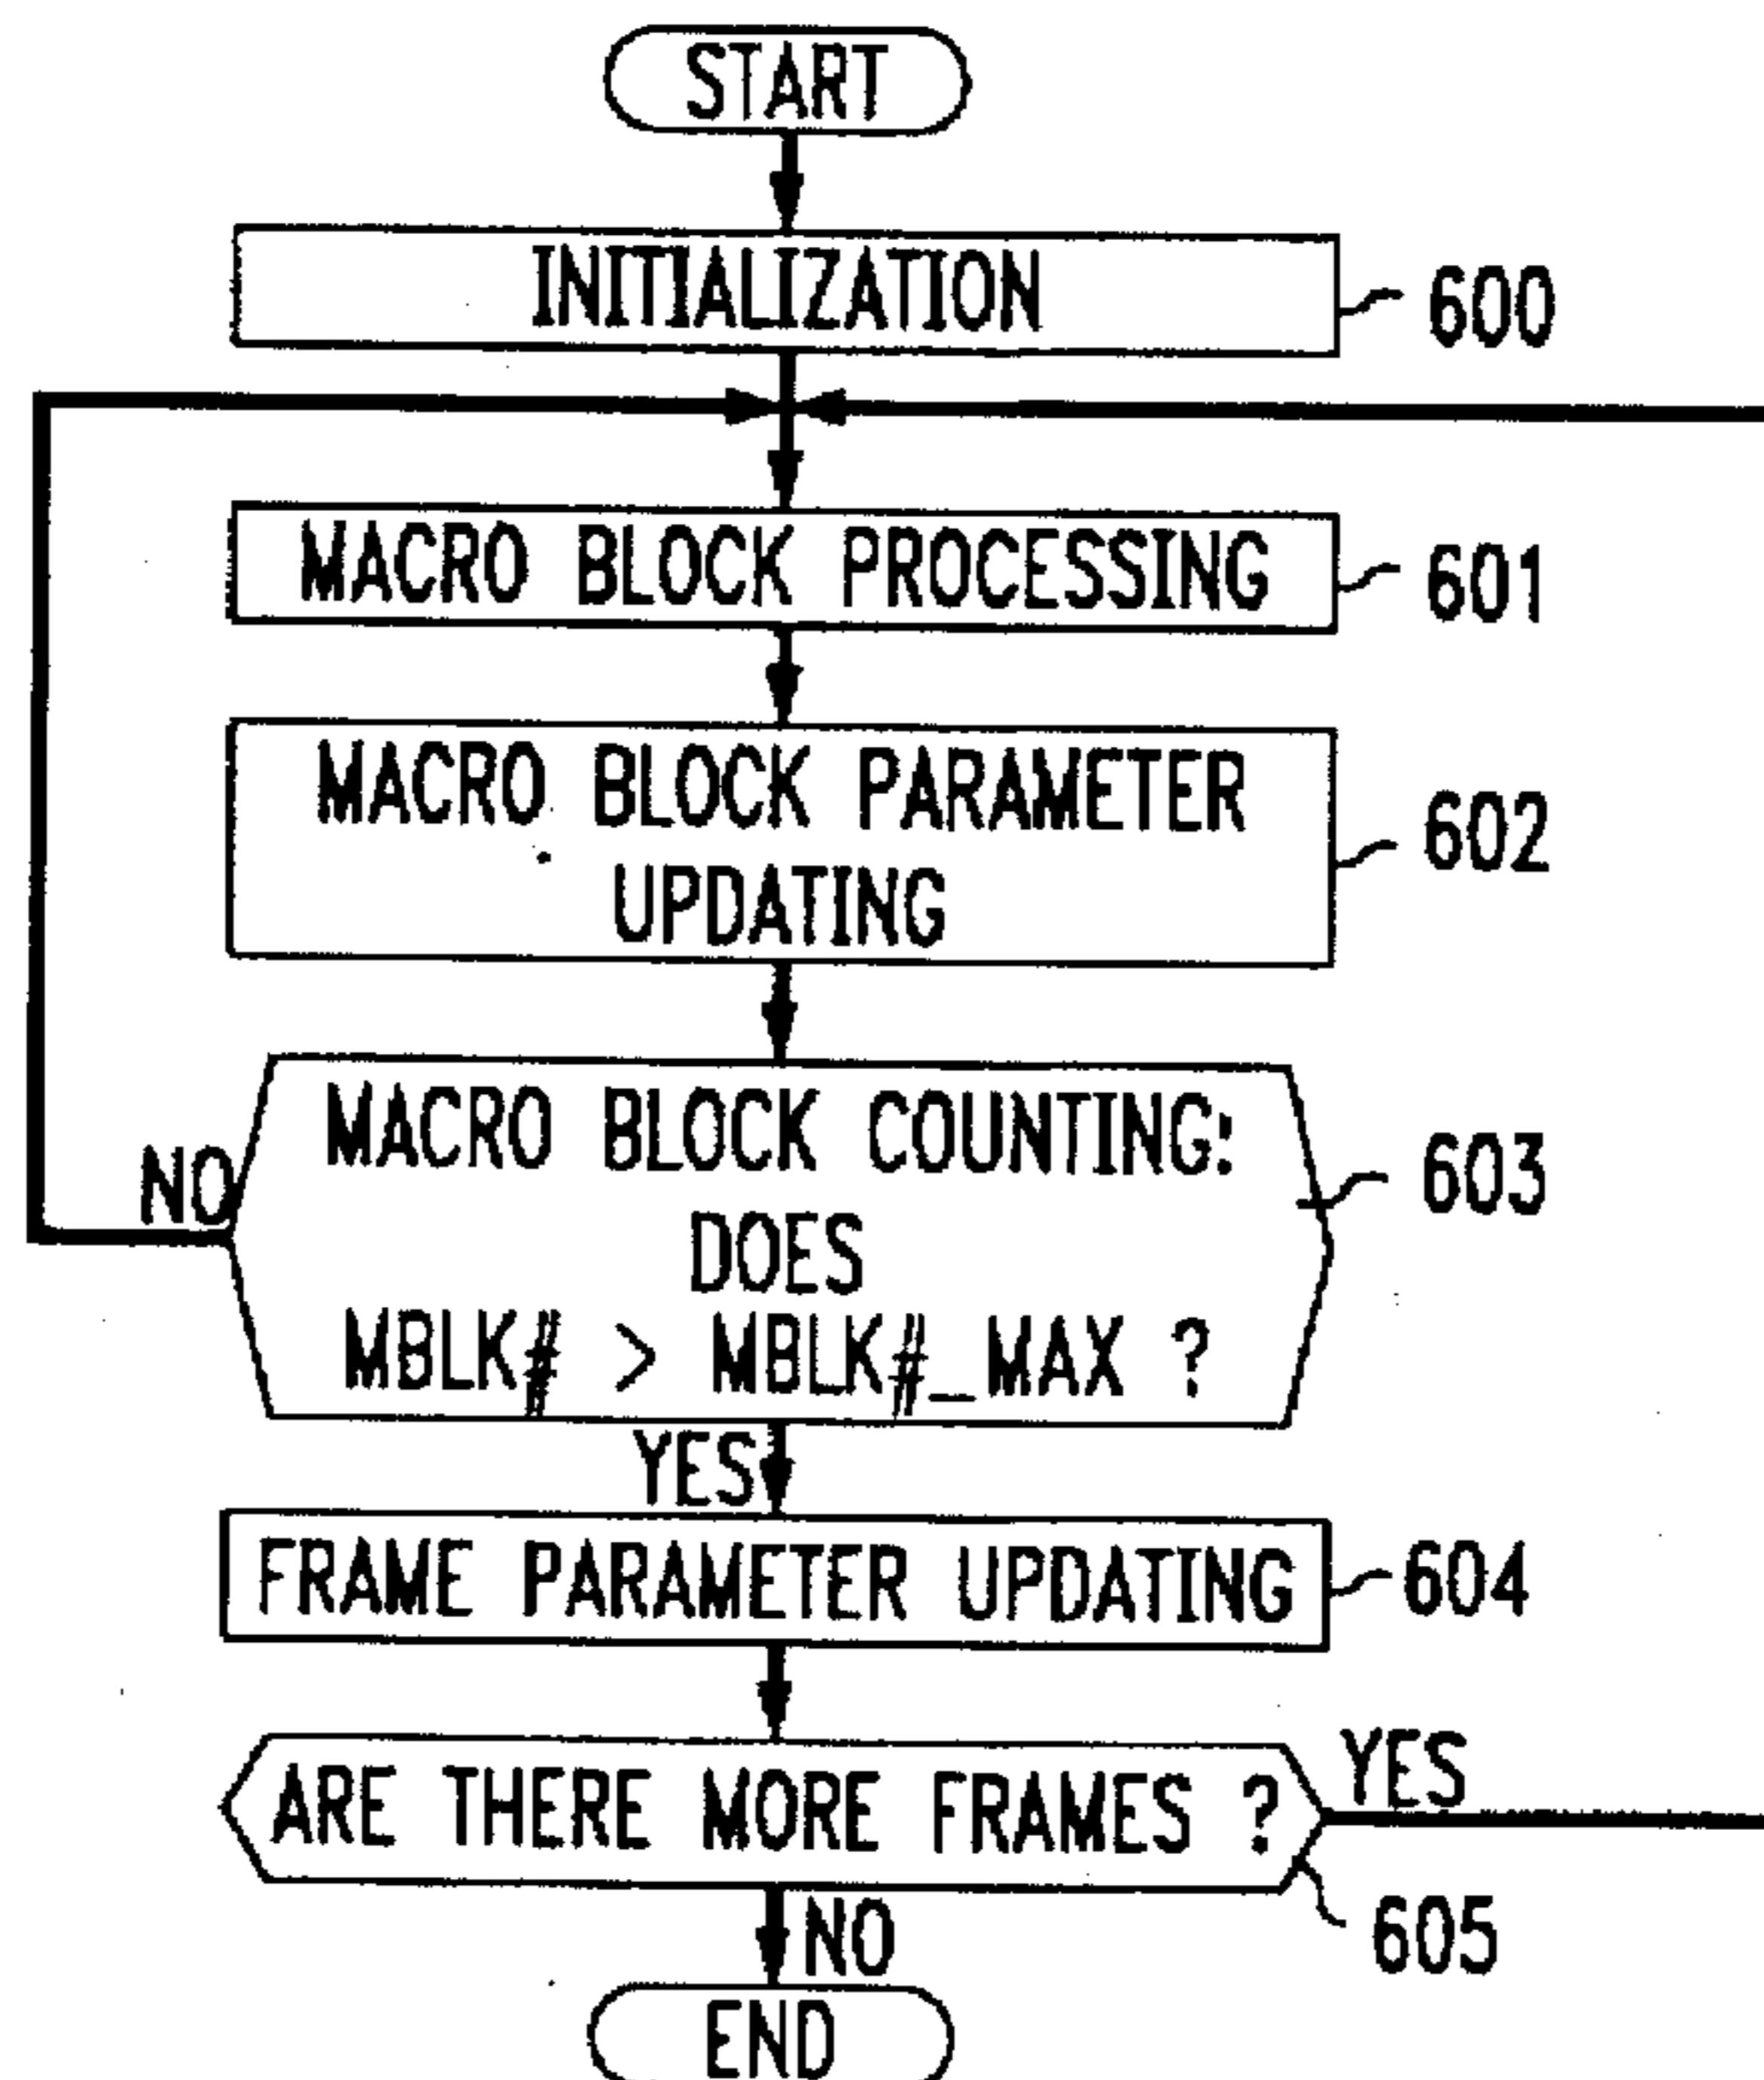 START
INITIALIZATION
600
MACRO BLOCK PROCESSING
601
MACRO BLOCK PARAMETER
UPDATING
602
MACRO BLOCK COUNTING:
DOES
MBLK# > MBLK#_MAX ?
603
NO
YES
FRAME PARAMETER UPDATING
604
ARE THERE MORE FRAMES ?
YES
605
NO
END